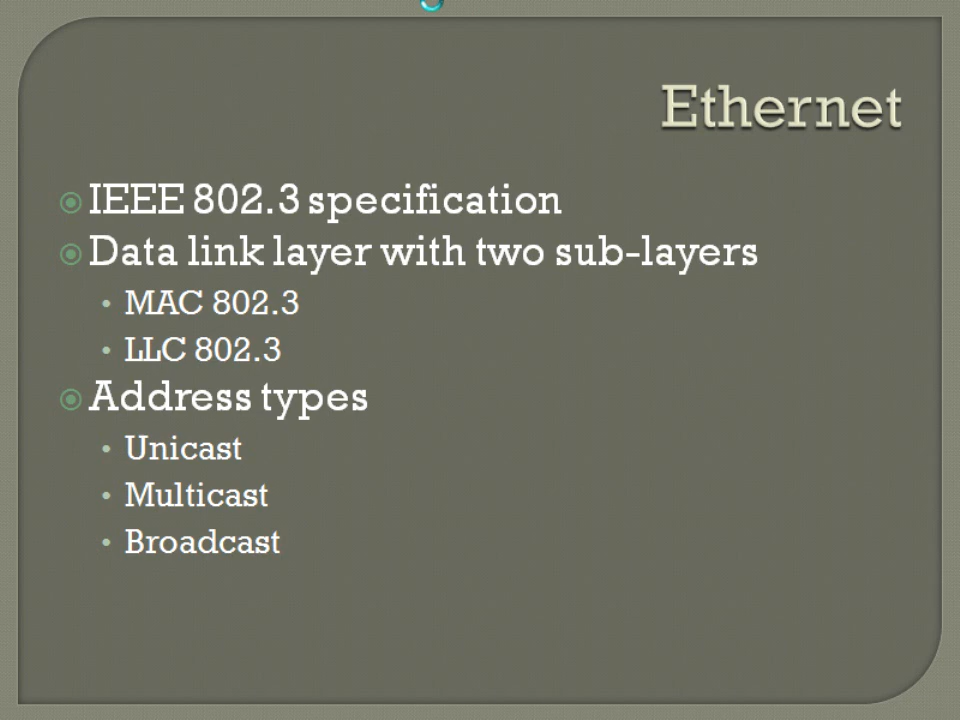 Ethernet
IEEE 802.3 specification
Data link layer with two sub-layers
MAC 802.3
LLC 802.3
Address types
Unicast
Multicast
Broadcast